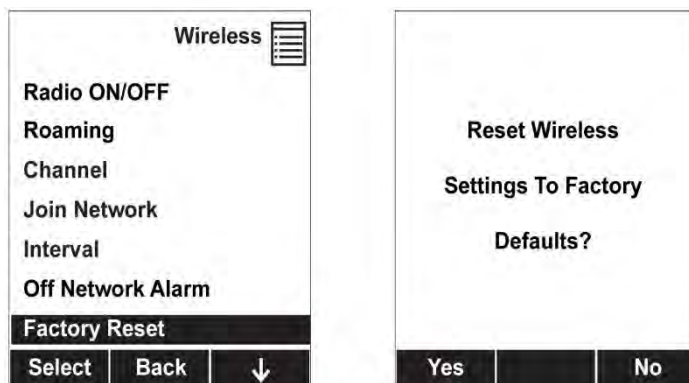 Wireless
Radio ON/OFF
Roaming
Channel
Join Network
Interval
Off Network Alarm
Factory Reset
Select Back ↓
Reset Wireless
Settings To Factory
Defaults?
Yes No